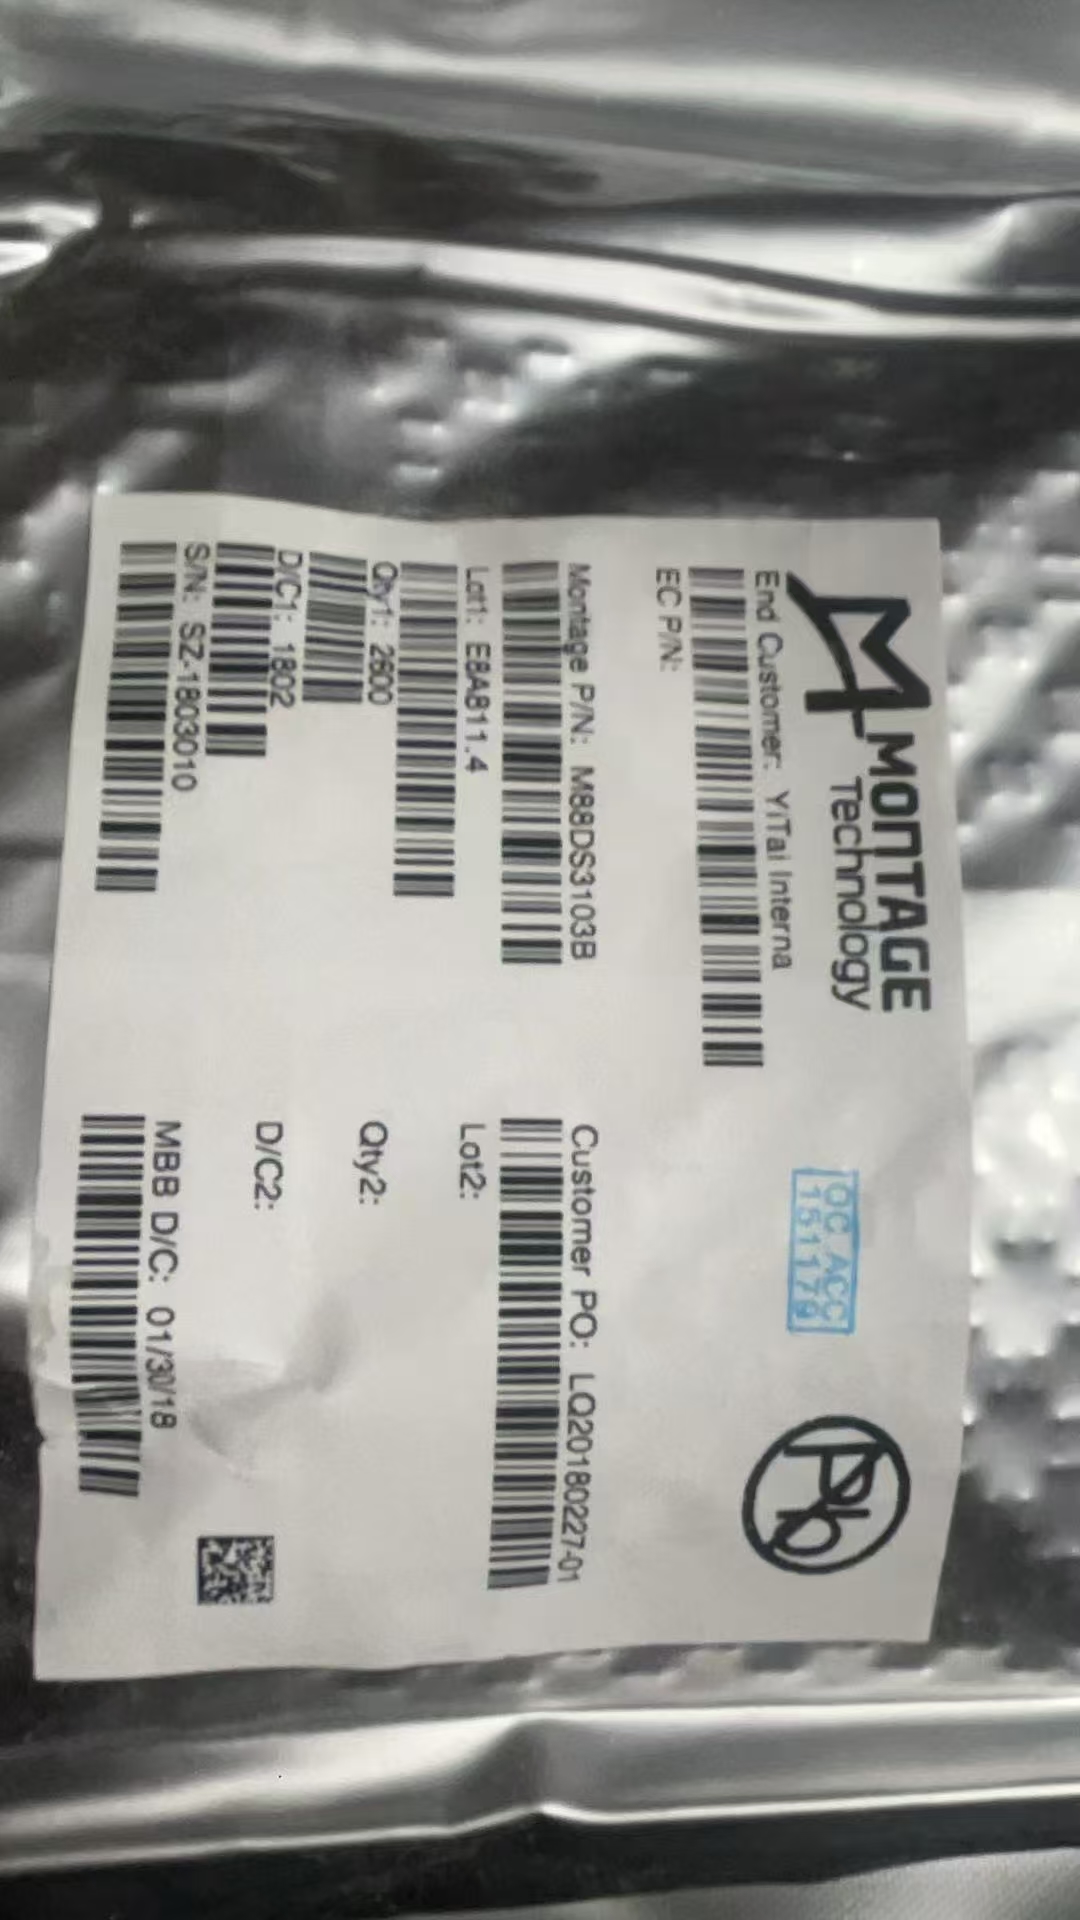 MONTAGE
Technology
QC ACC
151179
Pb
End Customer: YiTai Interna
EC P/N:
Montage P/N: M88DS3103B
Customer PO: LQ20180227-01
Lot1: E8A811.4
Lot2:
Qty1: 2600
Qty2:
D/C1: 1802
D/C2:
S/N: SZ-1803010
MBB D/C: 01/30/18